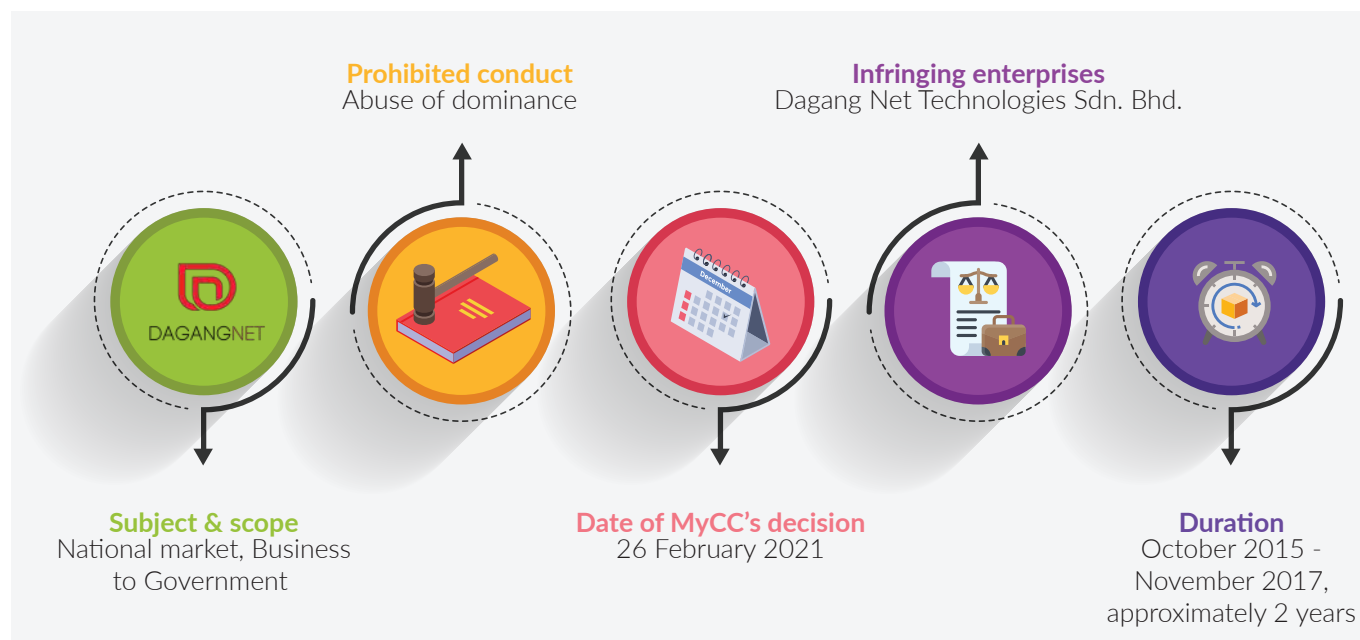 Prohibited conduct
Abuse of dominance
Infringing enterprises
Dagang Net Technologies Sdn. Bhd.
DAGANGNET
December
Subject & scope
National market, Business
to Government
Date of MyCC’s decision
26 February 2021
Duration
October 2015 -
November 2017,
approximately 2 years